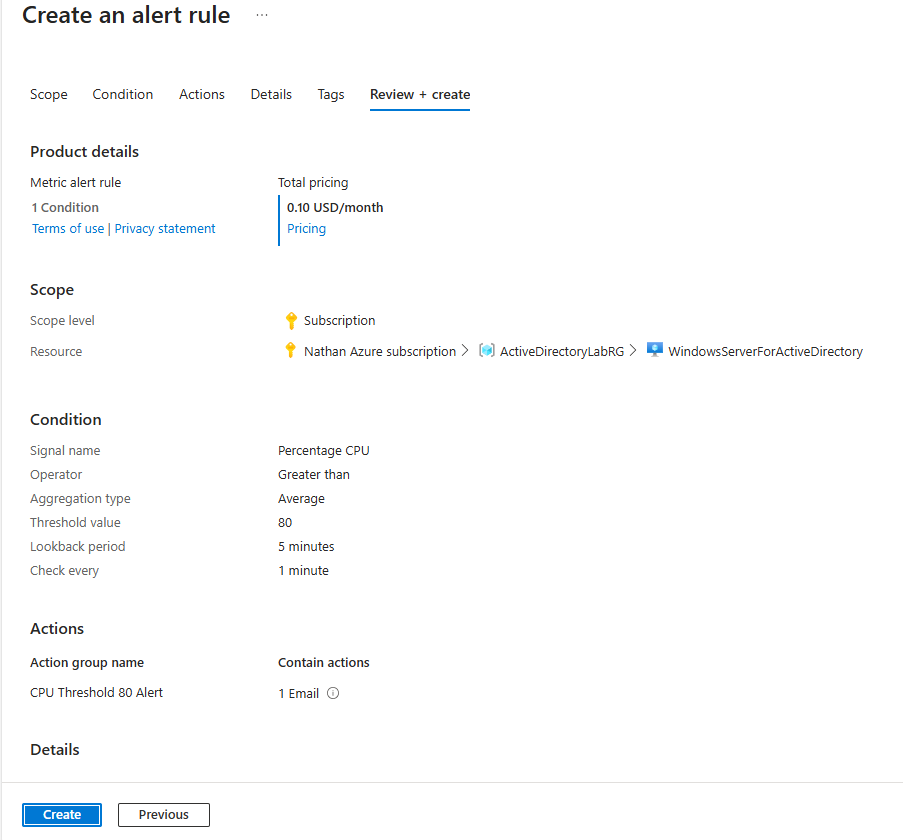 Create an alert rule ...
Scope Condition Actions Details Tags Review + create
Product details
Metric alert rule Total pricing
1 Condition 0.10 USD/month
Terms of use | Privacy statement Pricing
Scope
Scope level Subscription
Resource Nathan Azure subscription > ActiveDirectoryLabRG > WindowsServerForActiveDirectory
Condition
Signal name Percentage CPU
Operator Greater than
Aggregation type Average
Threshold value 80
Lookback period 5 minutes
Check every 1 minute
Actions
Action group name Contain actions
CPU Threshold 80 Alert 1 Email
Details
Create Previous